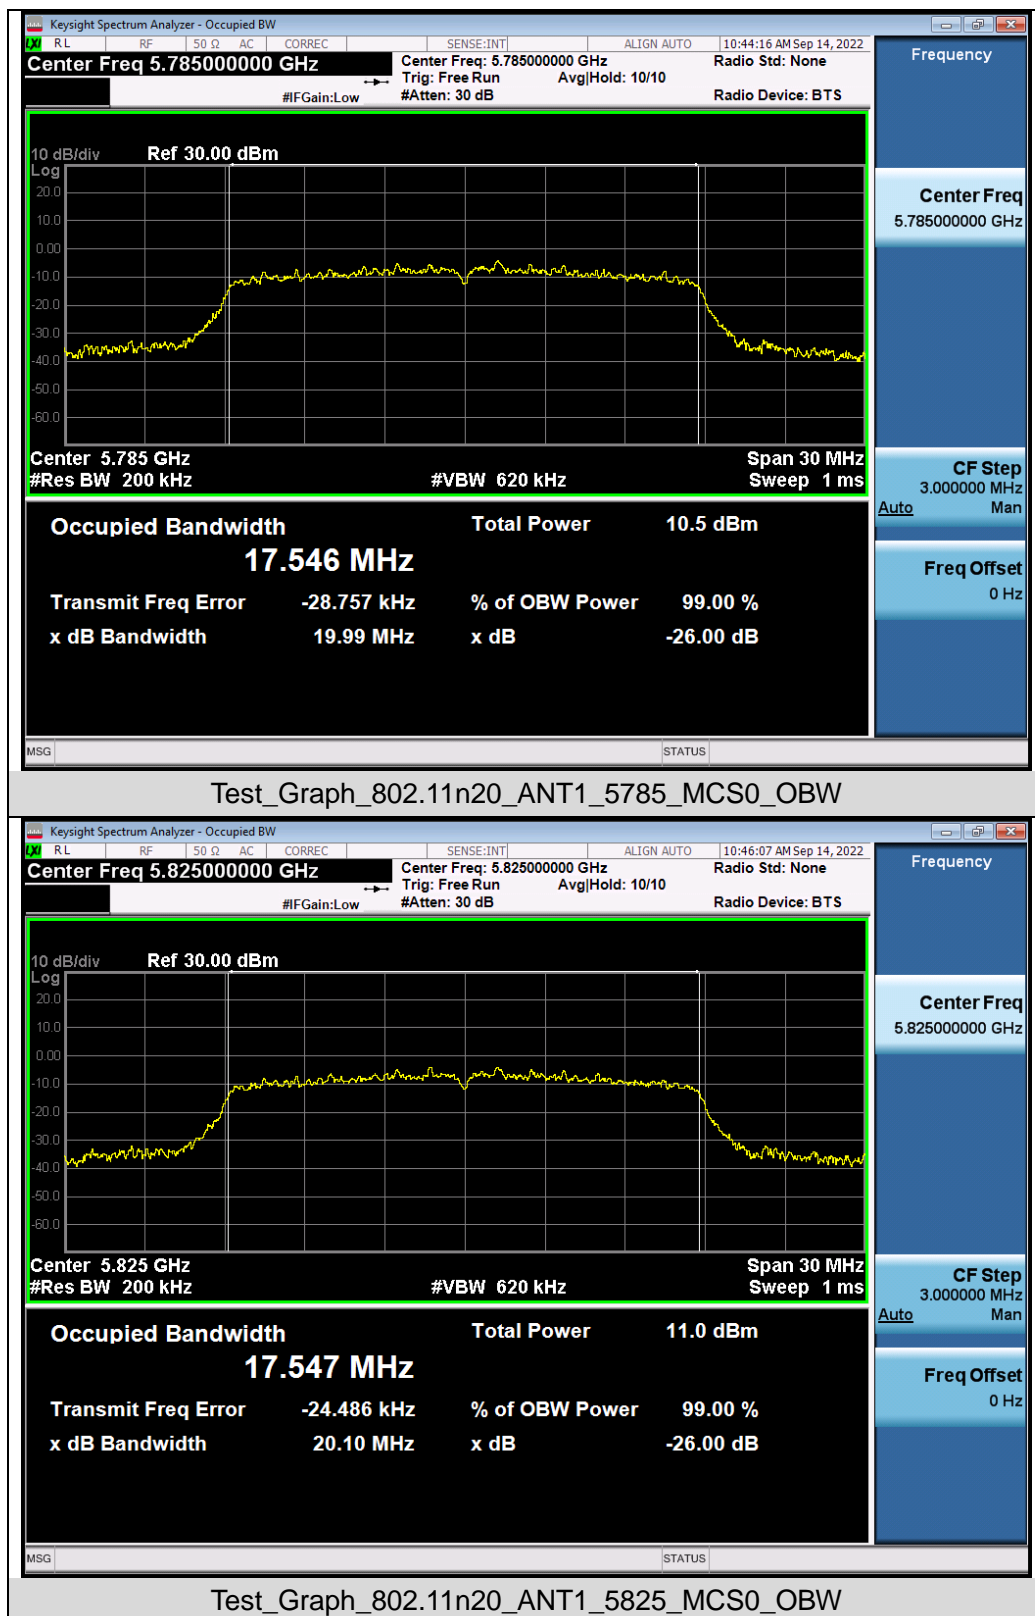 Keysight Spectrum Analyzer - Occupied BW
LXI RL RF 50 Ω AC CORREC SENSE:INT ALIGN AUTO 10:44:16 AM Sep 14, 2022
Center Freq 5.785000000 GHz
Center Freq: 5.785000000 GHz Radio Std: None
Trig: Free Run Avg|Hold: 10/10
#IFGain:Low #Atten: 30 dB Radio Device: BTS
Frequency
10 dB/div Ref 30.00 dBm
Log
20.0
10.0
0.00
-10.0
-20.0
-30.0
-40.0
-50.0
-60.0
Center 5.785 GHz Span 30 MHz
#Res BW 200 kHz #VBW 620 kHz Sweep 1 ms
Center Freq
5.785000000 GHz
CF Step
3.000000 MHz
Auto Man
Freq Offset
0 Hz
Occupied Bandwidth Total Power 10.5 dBm
17.546 MHz
Transmit Freq Error -28.757 kHz % of OBW Power 99.00 %
x dB Bandwidth 19.99 MHz x dB -26.00 dB
MSG STATUS
Test_Graph_802.11n20_ANT1_5785_MCS0_OBW
Keysight Spectrum Analyzer - Occupied BW
LXI RL RF 50 Ω AC CORREC SENSE:INT ALIGN AUTO 10:46:07 AM Sep 14, 2022
Center Freq 5.825000000 GHz
Center Freq: 5.825000000 GHz Radio Std: None
Trig: Free Run Avg|Hold: 10/10
#IFGain:Low #Atten: 30 dB Radio Device: BTS
Frequency
10 dB/div Ref 30.00 dBm
Log
20.0
10.0
0.00
-10.0
-20.0
-30.0
-40.0
-50.0
-60.0
Center 5.825 GHz Span 30 MHz
#Res BW 200 kHz #VBW 620 kHz Sweep 1 ms
Center Freq
5.825000000 GHz
CF Step
3.000000 MHz
Auto Man
Freq Offset
0 Hz
Occupied Bandwidth Total Power 11.0 dBm
17.547 MHz
Transmit Freq Error -24.486 kHz % of OBW Power 99.00 %
x dB Bandwidth 20.10 MHz x dB -26.00 dB
MSG STATUS
Test_Graph_802.11n20_ANT1_5825_MCS0_OBW